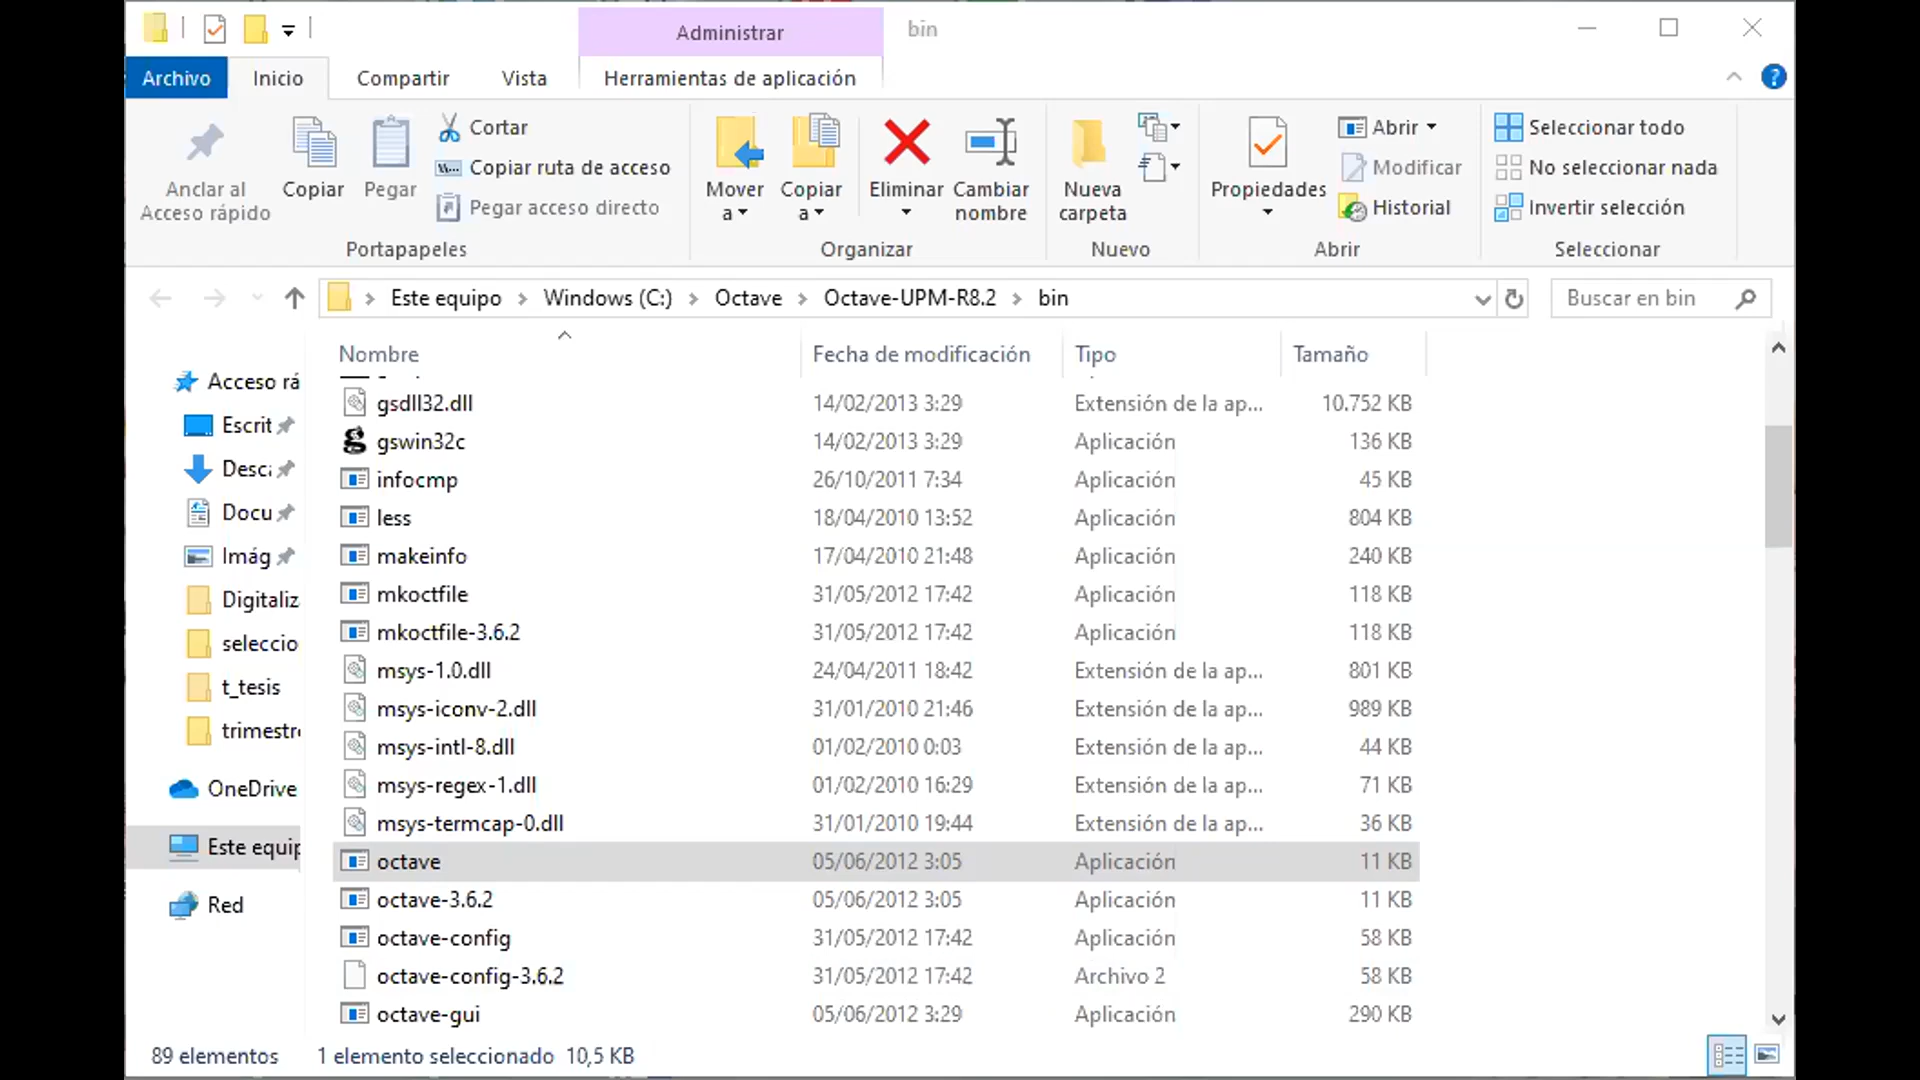 Administrar
bin
Archivo
Inicio
Compartir
Vista
Herramientas de aplicación
?
Anclar al
Acceso rápido
Copiar
Pegar
Cortar
Copiar ruta de acceso
Pegar acceso directo
Portapapeles
Mover
a
Copiar
a
Eliminar
Cambiar
nombre
Organizar
Nueva
carpeta
Nuevo
Propiedades
Abrir
Modificar
Historial
Abrir
Seleccionar todo
No seleccionar nada
Invertir selección
Seleccionar
Este equipo > Windows (C:) > Octave > Octave-UPM-R8.2 > bin
Buscar en bin
Acceso rá
Escrit
Desca
Docu
Imág
Digitaliz
seleccio
t_tesis
trimestre
OneDrive
Este equip
Red
Nombre Fecha de modificación Tipo Tamaño
gsdll32.dll 14/02/2013 3:29 Extensión de la ap... 10.752 KB
gswin32c 14/02/2013 3:29 Aplicación 136 KB
infocmp 26/10/2011 7:34 Aplicación 45 KB
less 18/04/2010 13:52 Aplicación 804 KB
makeinfo 17/04/2010 21:48 Aplicación 240 KB
mkoctfile 31/05/2012 17:42 Aplicación 118 KB
mkoctfile-3.6.2 31/05/2012 17:42 Aplicación 118 KB
msys-1.0.dll 24/04/2011 18:42 Extensión de la ap... 801 KB
msys-iconv-2.dll 31/01/2010 21:46 Extensión de la ap... 989 KB
msys-intl-8.dll 01/02/2010 0:03 Extensión de la ap... 44 KB
msys-regex-1.dll 01/02/2010 16:29 Extensión de la ap... 71 KB
msys-termcap-0.dll 31/01/2010 19:44 Extensión de la ap... 36 KB
octave 05/06/2012 3:05 Aplicación 11 KB
octave-3.6.2 05/06/2012 3:05 Aplicación 11 KB
octave-config 31/05/2012 17:42 Aplicación 58 KB
octave-config-3.6.2 31/05/2012 17:42 Archivo 2 58 KB
octave-gui 05/06/2012 3:29 Aplicación 290 KB
89 elementos 1 elemento seleccionado 10,5 KB